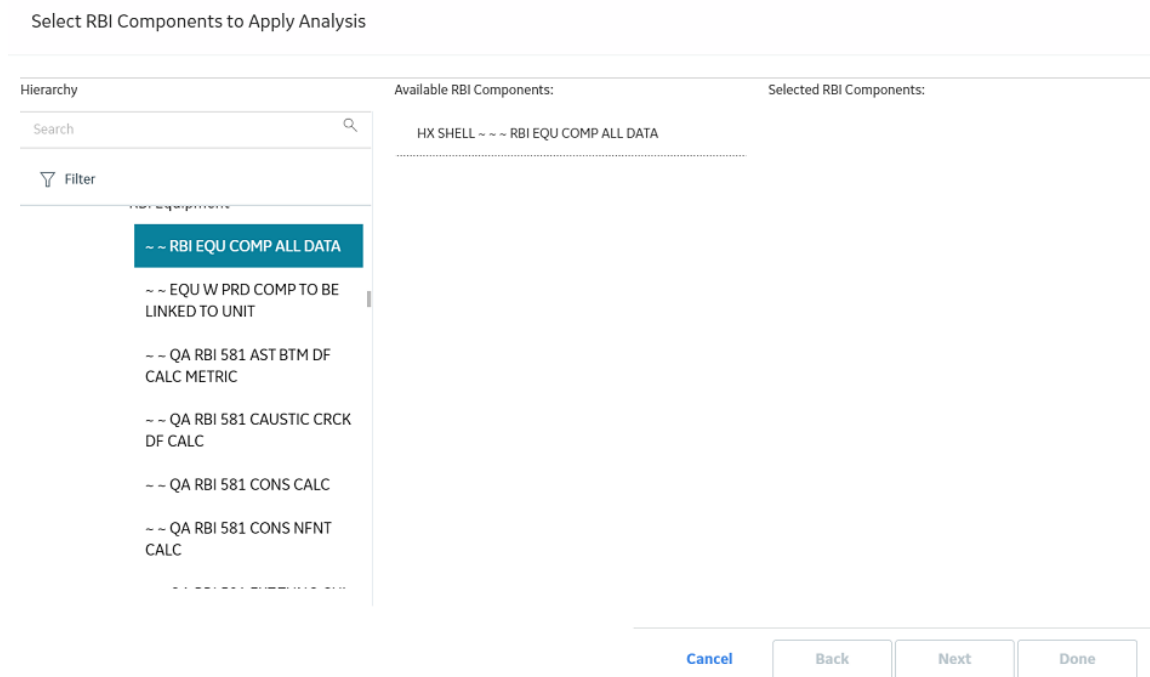 Select RBI Components to Apply Analysis
Hierarchy
Available RBI Components:
Selected RBI Components:
Search
HX SHELL ~ ~ ~ RBI EQU COMP ALL DATA
Filter
~ ~ RBI EQU COMP ALL DATA
~ ~ EQU W PRD COMP TO BE
LINKED TO UNIT
~ ~ QA RBI 581 AST BTM DF
CALC METRIC
~ ~ QA RBI 581 CAUSTIC CRCK
DF CALC
~ ~ QA RBI 581 CONS CALC
~ ~ QA RBI 581 CONS NFNT
CALC
Cancel
Back
Next
Done